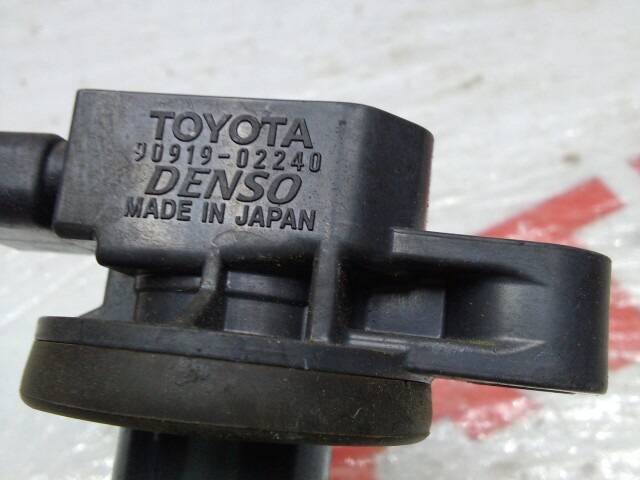 TOYOTA
90919-02240
DENSO
MADE IN JAPAN